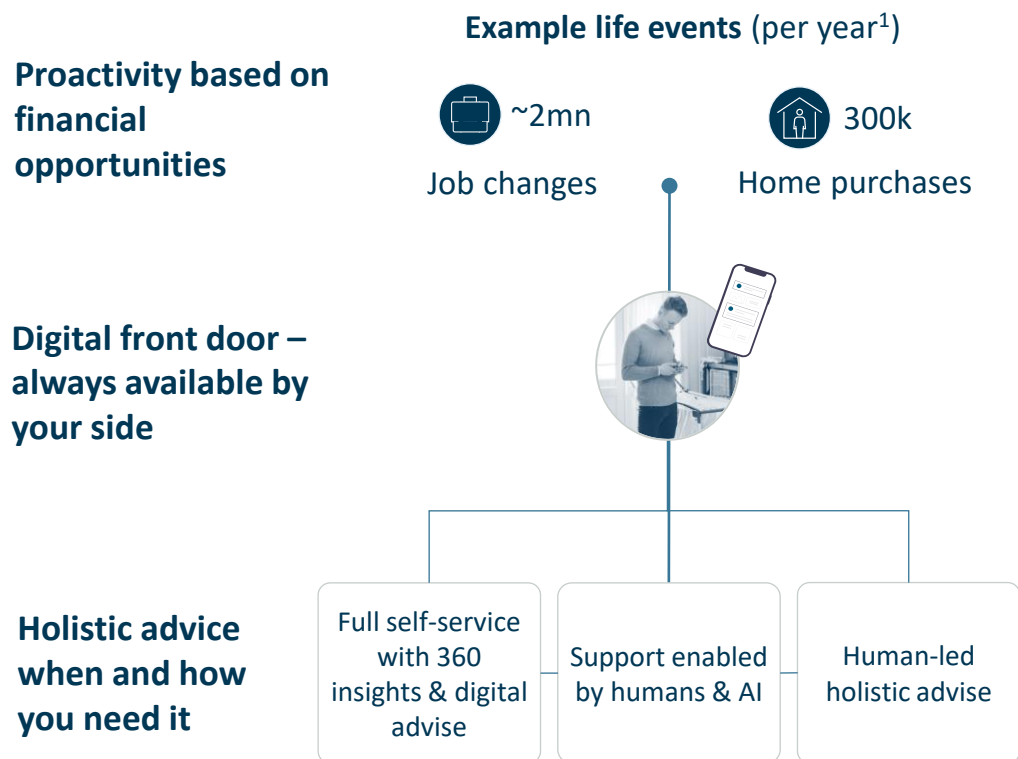 Example life events (per year1)
Proactivity based on
financial
opportunities
~2mn
300k
Job changes
Home purchases
Digital front door –
always available by
your side
Holistic advice
when and how
you need it
Full self-service
with 360
insights & digital
advise
Support enabled
by humans & AI
Human-led
holistic advise